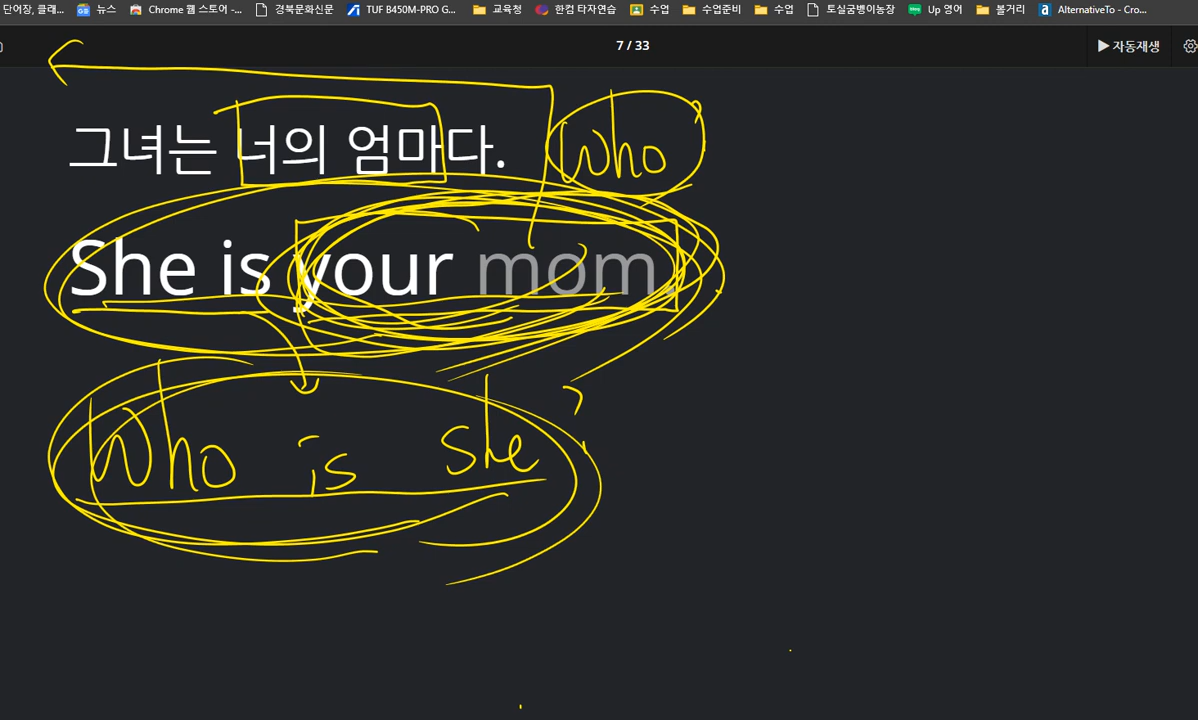 단어장, 클래... 뉴스 Chrome 웹 스토어 -... 경북문화신문 TUF B450M-PRO G... 교육청 한컴 타자연습 수업 수업준비 수업 토실굼벵이농장 Up 영어 볼거리 AlternativeTo - Cro...
7 / 33 ▶ 자동재생
그녀는 너의 엄마다. who
She is your mom.
Who is she?